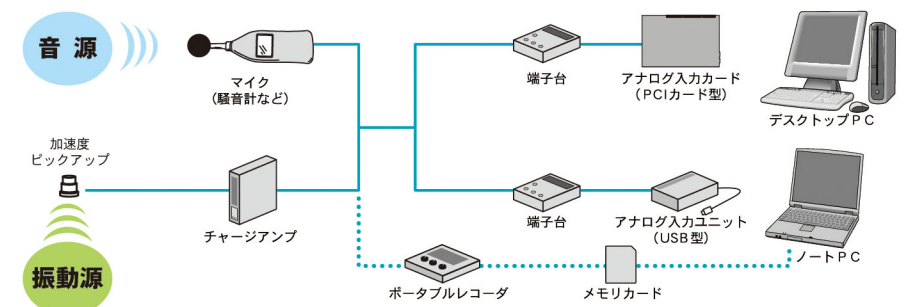 音 源
マイク
(騒音計など)
端子台
アナログ入力カード
(PCIカード型)
デスクトップPC
加速度
ピックアップ
チャージアンプ
端子台
アナログ入力ユニット
(USB型)
ノートPC
振動源
ポータブルレコーダ
メモリカード